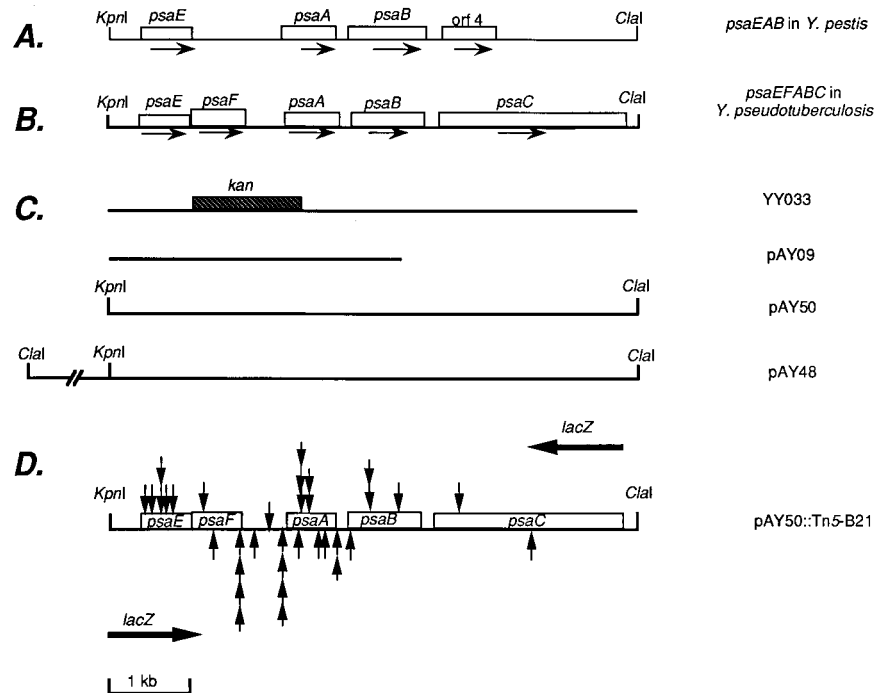 A.
KpnI psaE psaA psaB orf 4 ClaI
psaEAB in Y. pestis
B.
KpnI psaE psaF psaA psaB psaC ClaI
psaEFABC in
Y. pseudotuberculosis
C.
kan
YY033
pAY09
KpnI ClaI
pAY50
ClaI KpnI ClaI
pAY48
D.
lacZ
KpnI ClaI
psaE psaF psaA psaB psaC
pAY50::Tn5-B21
lacZ
1 kb